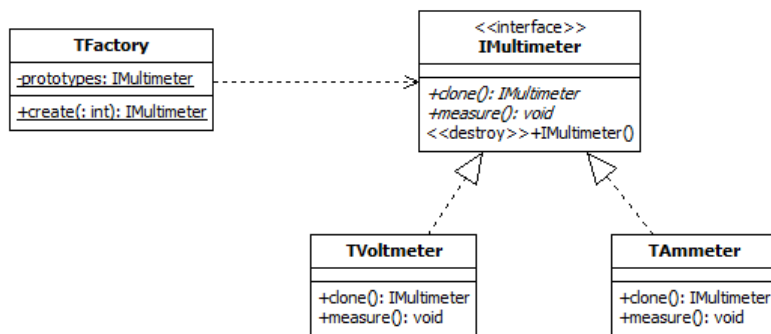 TFactory
-prototypes: IMultimeter
+create(: int): IMultimeter
<<interface>>
IMultimeter
+clone(): IMultimeter
+measure(): void
<<destroy>>+IMultimeter()
TVoltmeter
+clone(): IMultimeter
+measure(): void
TAmmeter
+clone(): IMultimeter
+measure(): void